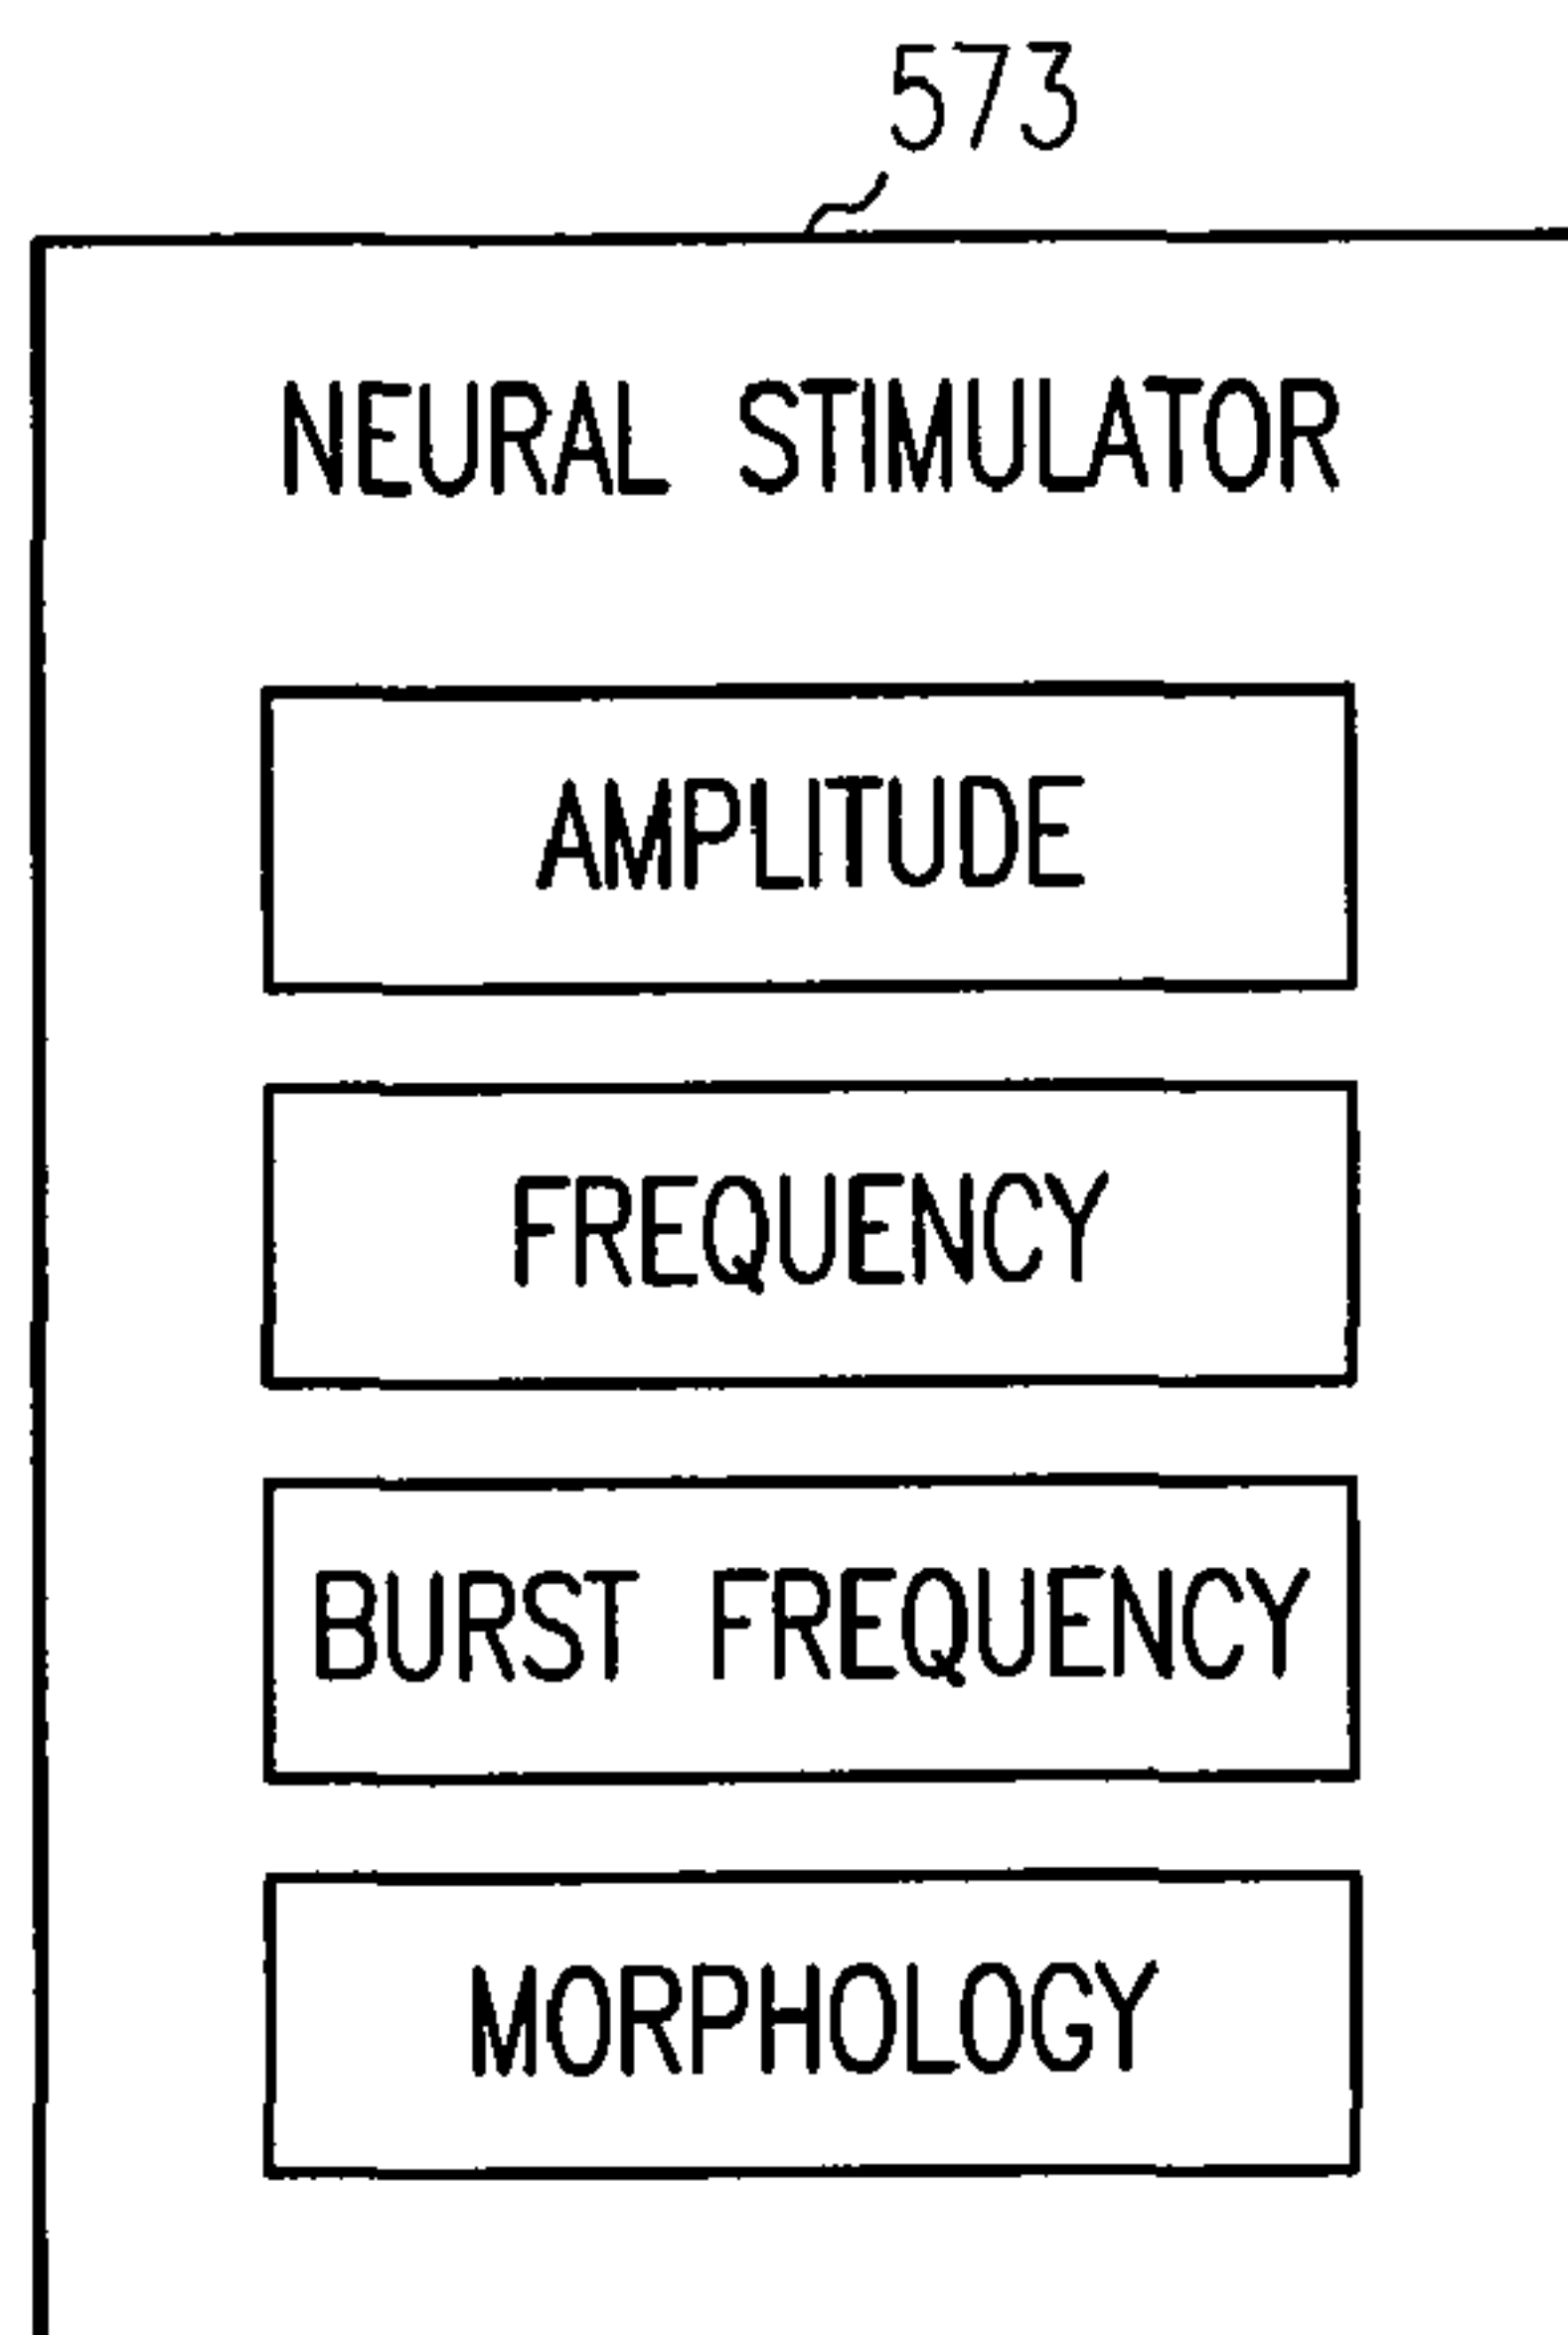 573
NEURAL STIMULATOR
AMPLITUDE
FREQUENCY
BURST FREQUENCY
MORPHOLOGY